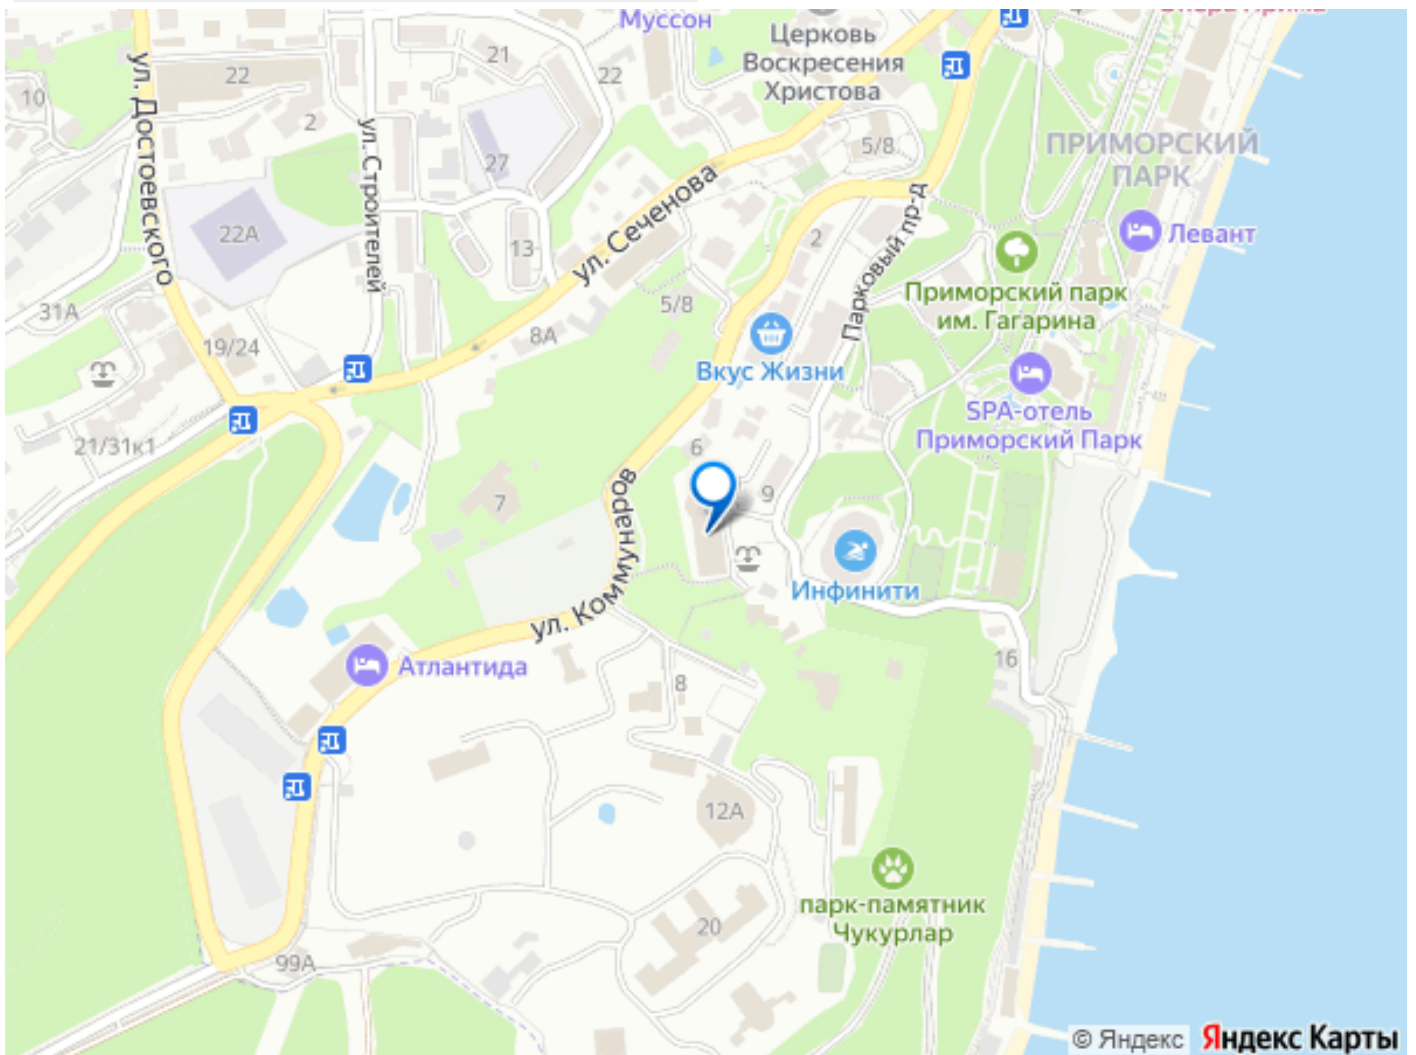 Муссон
Церковь
Воскресения
Христова
21
22
22
10
2
27
5/8
ПРИМОРСКИЙ
ПАРК
ул. Достоевского
ул. Строителей
ул. Сеченова
Парковый пр-д
22А
13
2
Левант
Приморский парк
им. Гагарина
31А
19/24
8А
5/8
Вкус Жизни
SPA-отель
Приморский Парк
21/31к1
6
7
9
ул. Коммунаров
Инфинити
Атлантида
8
16
12А
парк-памятник
Чукурлар
20
99А
© Яндекс Яндекс Карты